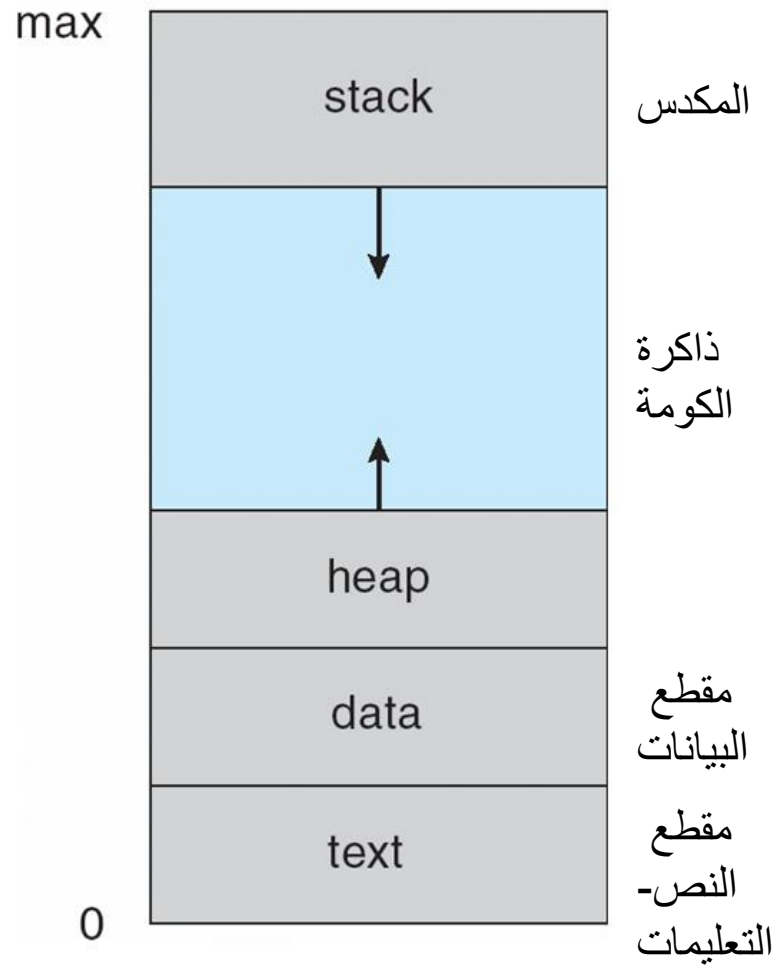 max
stack
المكدس
ذاكرة
الكومة
heap
data
مقطع
البيانات
text
مقطع
النص-
التعليمات
0